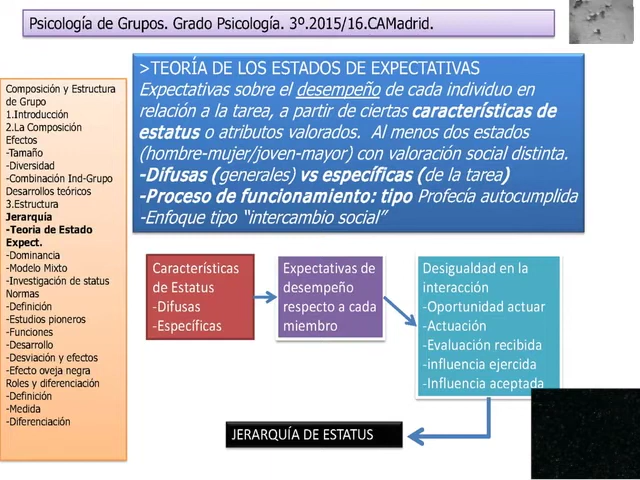 Psicología de Grupos. Grado Psicología. 3º.2015/16.CAMadrid.
Composición y Estructura
de Grupo
1.Introducción
2.La Composición
Efectos
-Tamaño
-Diversidad
-Combinación Ind-Grupo
Desarrollos teóricos
3.Estructura
Jerarquía
-Teoria de Estado
Expect.
-Dominancia
-Modelo Mixto
-Investigación de status
Normas
-Definición
-Estudios pioneros
-Funciones
-Desarrollo
-Desviación y efectos
-Efecto oveja negra
Roles y diferenciación
-Definición
-Medida
-Diferenciación
>TEORÍA DE LOS ESTADOS DE EXPECTATIVAS
Expectativas sobre el desempeño de cada individuo en
relación a la tarea, a partir de ciertas características de
estatus o atributos valorados. Al menos dos estados
(hombre-mujer/joven-mayor) con valoración social distinta.
-Difusas (generales) vs específicas (de la tarea)
-Proceso de funcionamiento: tipo Profecía autocumplida
-Enfoque tipo “intercambio social”
Características
de Estatus
-Difusas
-Específicas
Expectativas de
desempeño
respecto a cada
miembro
Desigualdad en la
interacción
-Oportunidad actuar
-Actuación
-Evaluación recibida
-influencia ejercida
-Influencia aceptada
JERARQUÍA DE ESTATUS